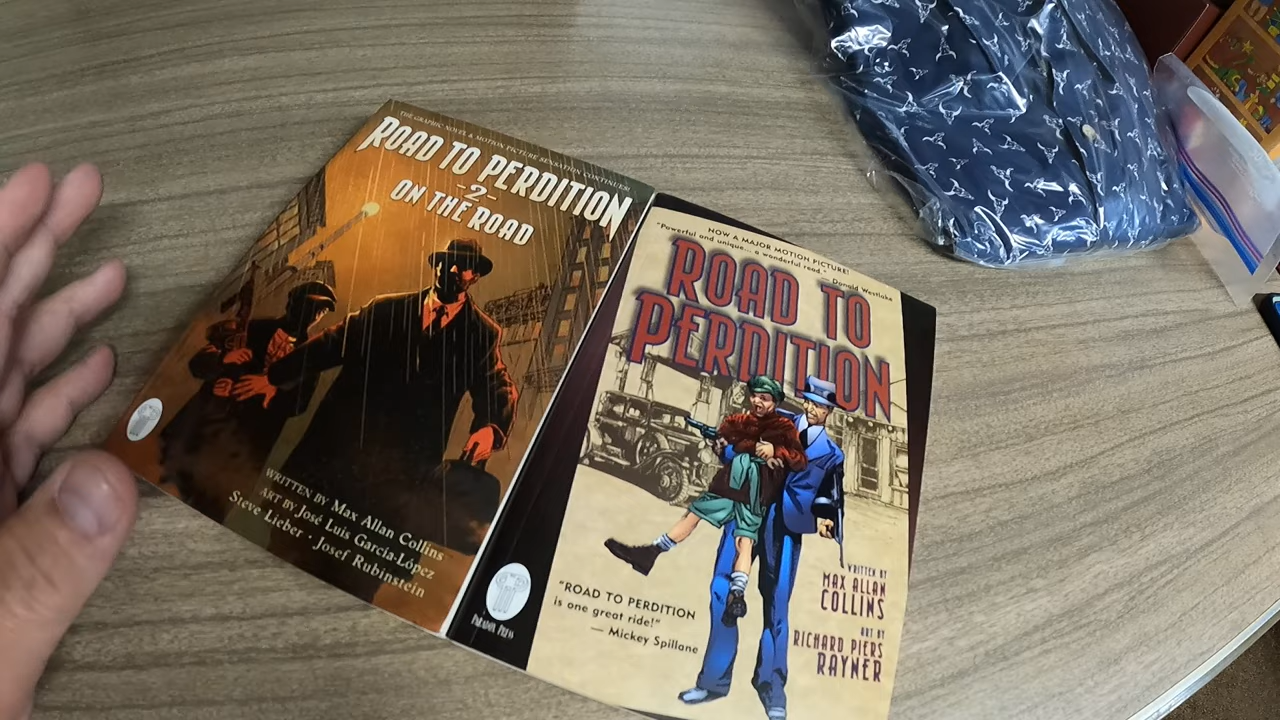 THE GRAPHIC NOVEL & MOTION PICTURE SENSATION CONTINUES!
ROAD TO PERDITION
-2-
ON THE ROAD
WRITTEN BY MAX ALLAN COLLINS
ART BY JOSÉ LUIS GARCÍA-LÓPEZ
STEVE LIEBER • JOSEF RUBINSTEIN
NOW A MAJOR MOTION PICTURE!
"Powerful and unique... a wonderful read."
— Donald Westlake
ROAD TO
PERDITION
"ROAD TO PERDITION
is one great ride!"
— Mickey Spillane
WRITTEN BY
MAX ALLAN
COLLINS
ART BY
RICHARD PIERS
RAYNER
PARADOX PRESS